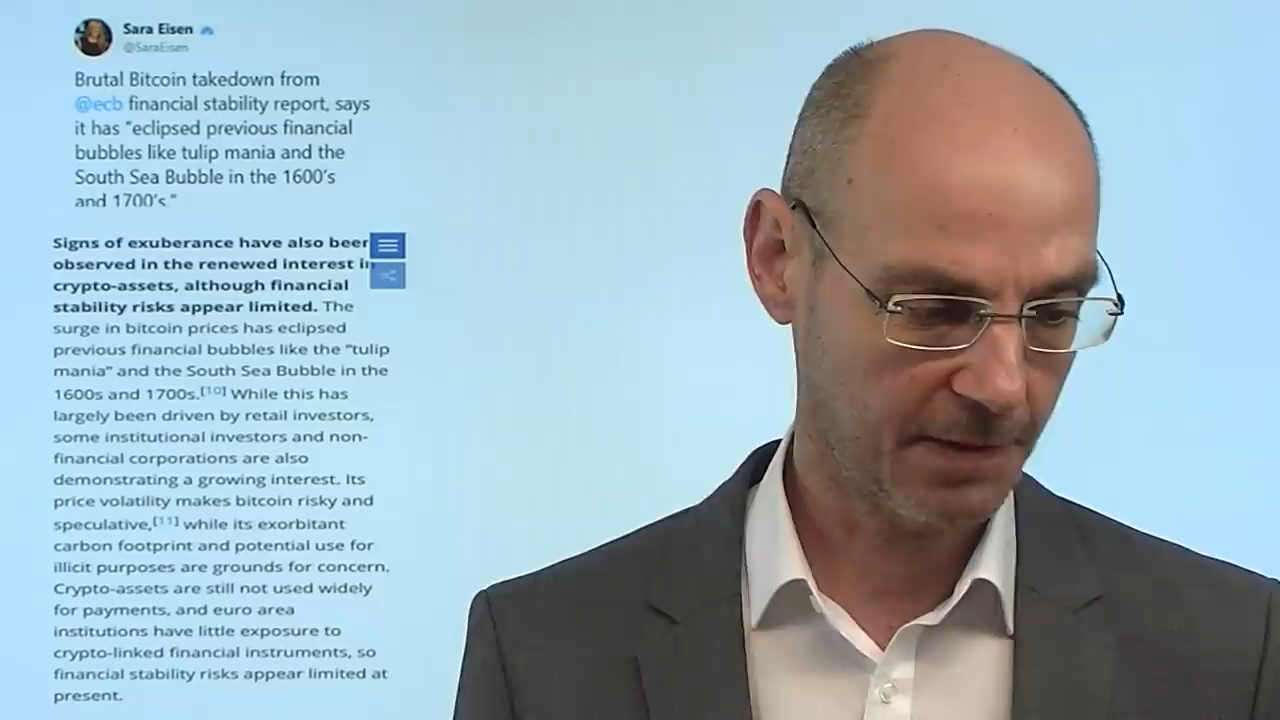 Sara Eisen
@SaraEisen
Brutal Bitcoin takedown from
@ecb financial stability report, says
it has "eclipsed previous financial
bubbles like tulip mania and the
South Sea Bubble in the 1600's
and 1700's."
Signs of exuberance have also been
observed in the renewed interest in
crypto-assets, although financial
stability risks appear limited. The
surge in bitcoin prices has eclipsed
previous financial bubbles like the "tulip
mania" and the South Sea Bubble in the
1600s and 1700s.[10] While this has
largely been driven by retail investors,
some institutional investors and non-
financial corporations are also
demonstrating a growing interest. Its
price volatility makes bitcoin risky and
speculative,[11] while its exorbitant
carbon footprint and potential use for
illicit purposes are grounds for concern.
Crypto-assets are still not used widely
for payments, and euro area
institutions have little exposure to
crypto-linked financial instruments, so
financial stability risks appear limited at
present.